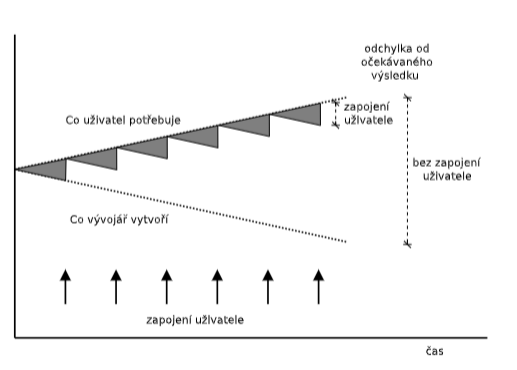 odchylka od
očekávaného
výsledku
Co uživatel potřebuje
zapojení
uživatele
bez zapojení
uživatele
Co vývojář vytvoří
zapojení uživatele
čas